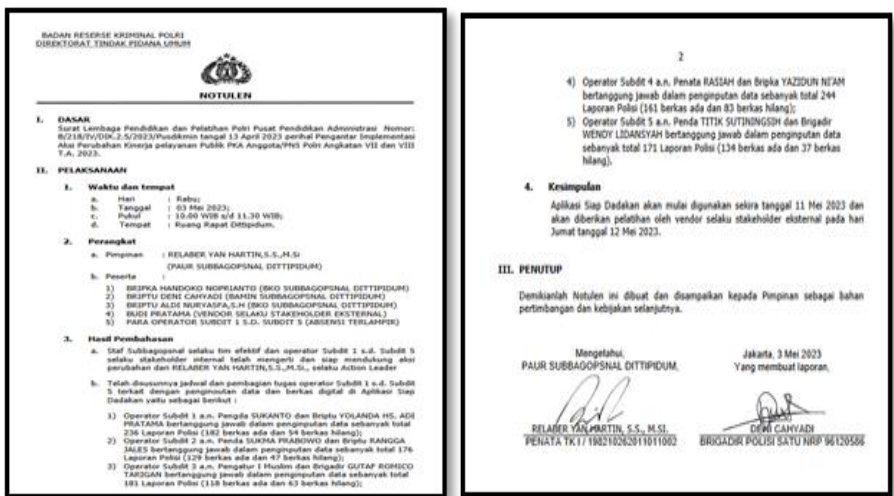 BADAN RESERSE KRIMINAL POLRI
DIREKTORAT TINDAK PIDANA UMUM
NOTULEN
I. DASAR
Surat Lembaga Pendidikan dan Pelatihan Polri Pusat Pendidikan Administrasi Nomor:
B/218/IV/DIK.2.5/2023/Pusdikmin tangal 13 April 2023 perihal Pengantar Implementasi
Aksi Perubahan Kinerja pelayanan Publik PKA Anggota/PNS Polri Angkatan VII dan VIII
T.A. 2023.
II. PELAKSANAAN
1. Waktu dan tempat
a. Hari : Rabu;
b. Tanggal : 03 Mei 2023;
c. Pukul : 10.00 WIB s/d 11.30 WIB;
d. Tempat : Ruang Rapat Dittipidum.
2. Perangkat
a. Pimpinan : RELABER YAN HARTIN,S.S.,M.Si
(PAUR SUBBAGOPSNAL DITTIPIDUM)
b. Peserta :
1) BRIPKA HANDOKO NOPRIANTO (BKO SUBBAGOPSNAL DITTIPIDUM)
2) BRIPTU DENI CAHYADI (BAMIN SUBBAGOPSNAL DITTIPIDUM)
3) BRIPTU ALDI NURYASFA,S.H (BKO SUBBAGOPSNAL DITTIPIDUM)
4) BUDI PRATAMA (VENDOR SELAKU STAKEHOLDER EKSTERNAL)
5) PARA OPERATOR SUBDIT 1 S.D. SUBDIT 5 (ABSENSI TERLAMPIR)
3. Hasil Pembahasan
a. Staf Subbagopsnal selaku tim efektif dan operator Subdit 1 s.d. Subdit 5
selaku stakeholder internal telah mengerti dan siap mendukung aksi
perubahan dari RELABER YAN HARTIN,S.S.,M.Si., selaku Action Leader
b. Telah disusunnya jadwal dan pembagian tugas operator Subdit 1 s.d. Subdit
5 terkait dengan penginputan data dan berkas digital di Aplikasi Siap
Dadakan yaitu sebagai berikut :
1) Operator Subdit 1 a.n. Pengda SUKANTO dan Briptu YOLANDA HS. ADI
PRATAMA bertanggung jawab dalam penginputan data sebanyak total
236 Laporan Polisi (182 berkas ada dan 54 berkas hilang);
2) Operator Subdit 2 a.n. Penda SUKMA PRABOWO dan Briptu RANGGA
JALES bertanggung jawab dalam penginputan data sebanyak total 176
Laporan Polisi (129 berkas ada dan 47 berkas hilang);
3) Operator Subdit 3 a.n. Pengatur I Muslim dan Brigadir GUTAF ROMICO
TARIGAN bertanggung jawab dalam penginputan data sebanyak total
181 Laporan Polisi (118 berkas ada dan 63 berkas hilang);
2
4) Operator Subdit 4 a.n. Penata RASIAH dan Bripka YAZIDUN NI'AM
bertanggung jawab dalam penginputan data sebanyak total 244
Laporan Polisi (161 berkas ada dan 83 berkas hilang);
5) Operator Subdit 5 a.n. Penda TITIK SUTININGSIH dan Brigadir
WENDY LIDANSYAH bertanggung jawab dalam penginputan data
sebanyak total 171 Laporan Polisi (134 berkas ada dan 37 berkas
hilang).
4. Kesimpulan
Aplikasi Siap Dadakan akan mulai digunakan sekira tanggal 11 Mei 2023 dan
akan diberikan pelatihan oleh vendor selaku stakeholder eksternal pada hari
Jumat tanggal 12 Mei 2023.
III. PENUTUP
Demikianlah Notulen ini dibuat dan disampaikan kepada Pimpinan sebagai bahan
pertimbangan dan kebijakan selanjutnya.
Mengetahui,
PAUR SUBBAGOPSNAL DITTIPIDUM,
RELABER YAN HARTIN, S.S., M.SI.
PENATA TK I / 198210262011011002
Jakarta, 3 Mei 2023
Yang membuat laporan,
DENI CAHYADI
BRIGADIR POLISI SATU NRP 96120586